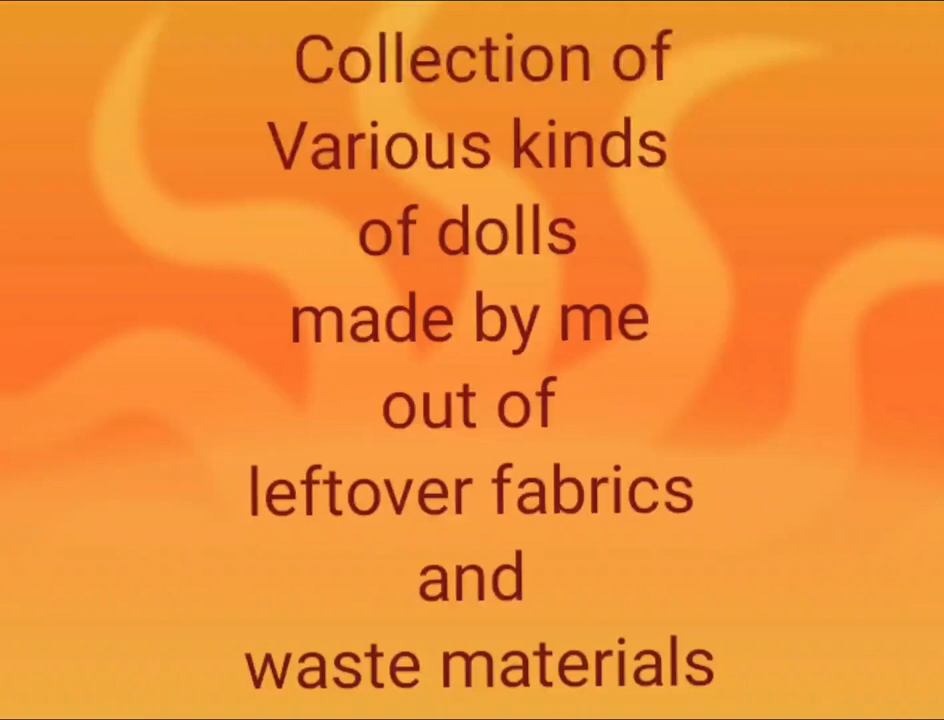 Collection of
Various kinds
of dolls
made by me
out of
leftover fabrics
and
waste materials